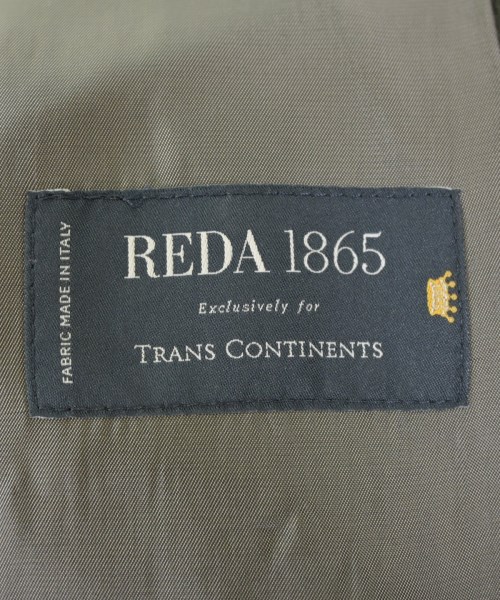 REDA 1865
Exclusively for
TRANS CONTINENTS
FABRIC MADE IN ITALY